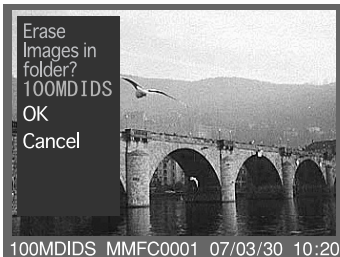 Erase
Images in
folder?
100MDIDS
OK
Cancel
100MDIDS MMFC0001 07/03/30 10:20